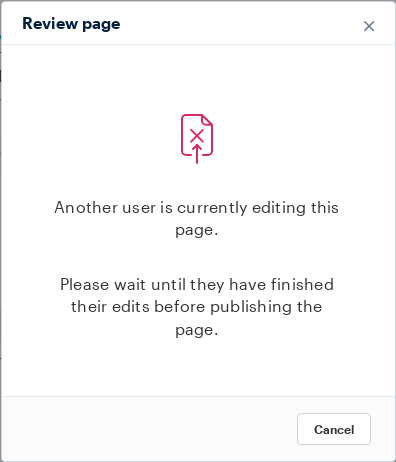 Review page
Another user is currently editing this
page.
Please wait until they have finished
their edits before publishing the
page.
Cancel